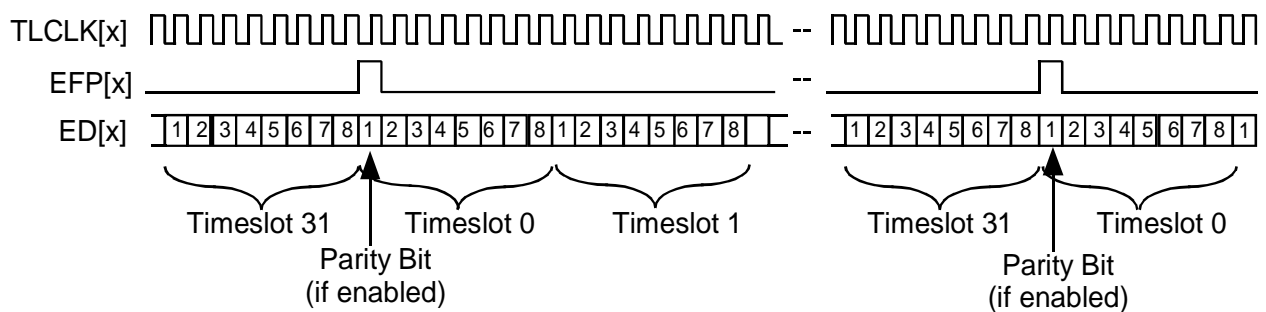 TLCLK[x] --
EFP[x] --
ED[x] 1 2 3 4 5 6 7 8 1 2 3 4 5 6 7 8 1 2 3 4 5 6 7 8 -- 1 2 3 4 5 6 7 8 1 2 3 4 5 6 7 8 1
Timeslot 31 Timeslot 0 Timeslot 1 Timeslot 31 Timeslot 0
Parity Bit Parity Bit
(if enabled) (if enabled)